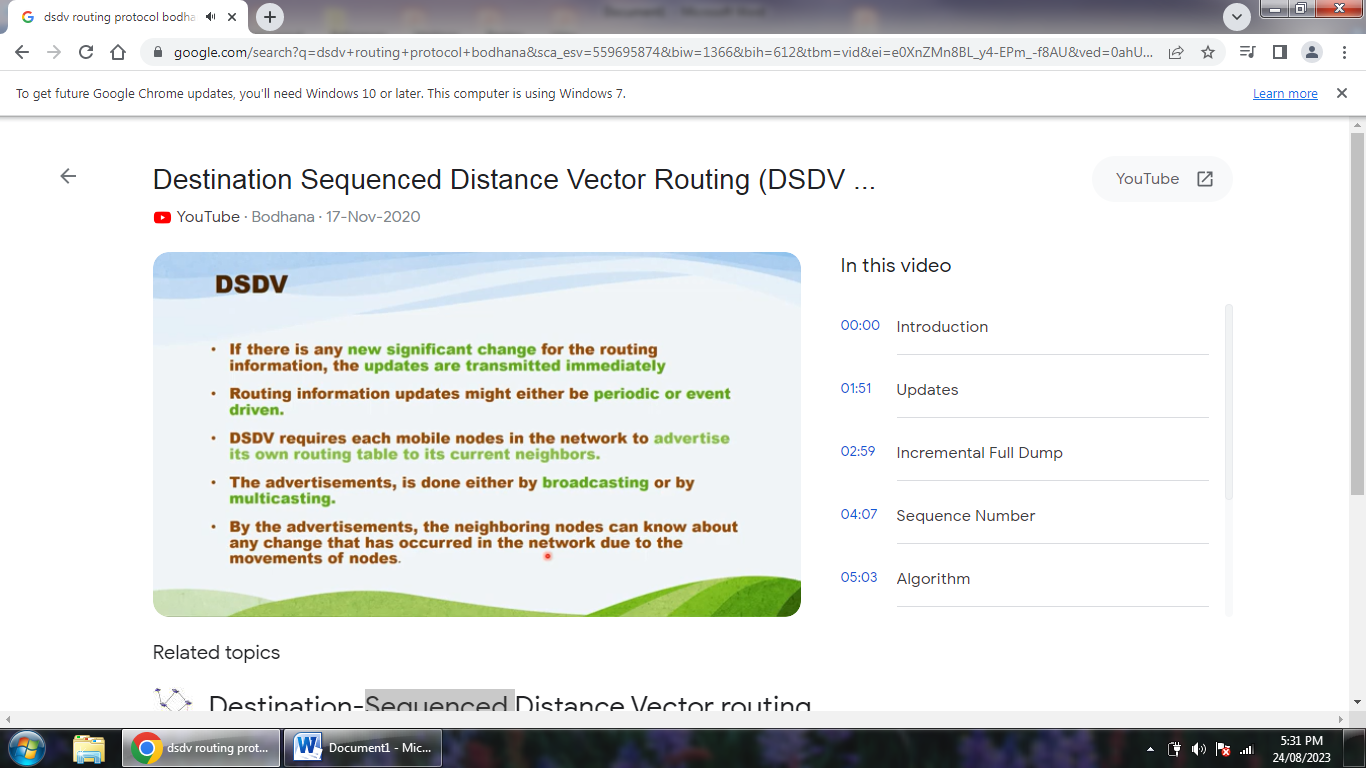 dsdv routing protocol bodha
google.com/search?q=dsdv+routing+protocol+bodhana&sca_esv=559695874&biw=1366&bih=612&tbm=vid&ei=e0XnZMn8BL_y4-EPm_-f8AU&ved=0ahU...
To get future Google Chrome updates, you'll need Windows 10 or later. This computer is using Windows 7.
Learn more
Destination Sequenced Distance Vector Routing (DSDV ...
YouTube
YouTube · Bodhana · 17-Nov-2020
DSDV
• If there is any new significant change for the routing
information, the updates are transmitted immediately
• Routing information updates might either be periodic or event
driven.
• DSDV requires each mobile nodes in the network to advertise
its own routing table to its current neighbors.
• The advertisements, is done either by broadcasting or by
multicasting.
• By the advertisements, the neighboring nodes can know about
any change that has occurred in the network due to the
movements of nodes.
In this video
00:00 Introduction
01:51 Updates
02:59 Incremental Full Dump
04:07 Sequence Number
05:03 Algorithm
Related topics
Destination-Sequenced Distance Vector routing
dsdv routing prot...
Document1 - Mic...
5:31 PM
24/08/2023